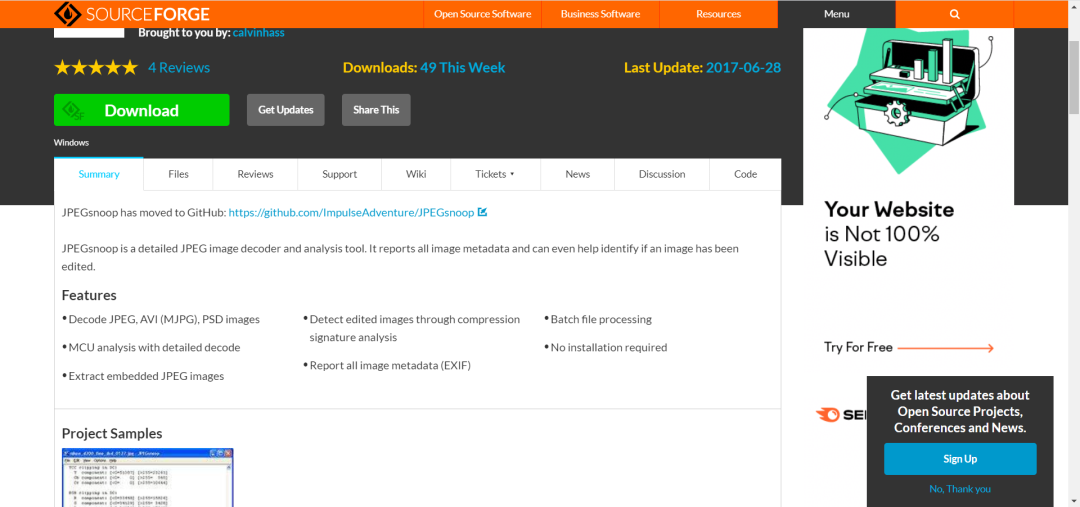 SOURCEFORGE
Open Source Software
Business Software
Resources
Menu
Brought to you by: calvinhass
4 Reviews
Downloads: 49 This Week
Last Update: 2017-06-28
Download
Get Updates
Share This
Windows
Summary
Files
Reviews
Support
Wiki
Tickets
News
Discussion
Code
JPEGsnoop has moved to GitHub: https://github.com/ImpulseAdventure/JPEGsnoop
JPEGsnoop is a detailed JPEG image decoder and analysis tool. It reports all image metadata and can even help identify if an image has been
edited.
Features
Decode JPEG, AVI (MJPG), PSD images
MCU analysis with detailed decode
Extract embedded JPEG images
Detect edited images through compression
signature analysis
Report all image metadata (EXIF)
Batch file processing
No installation required
Project Samples
Your Website
is Not 100%
Visible
Try For Free
SE
Get latest updates about
Open Source Projects,
Conferences and News.
Sign Up
No, Thank you